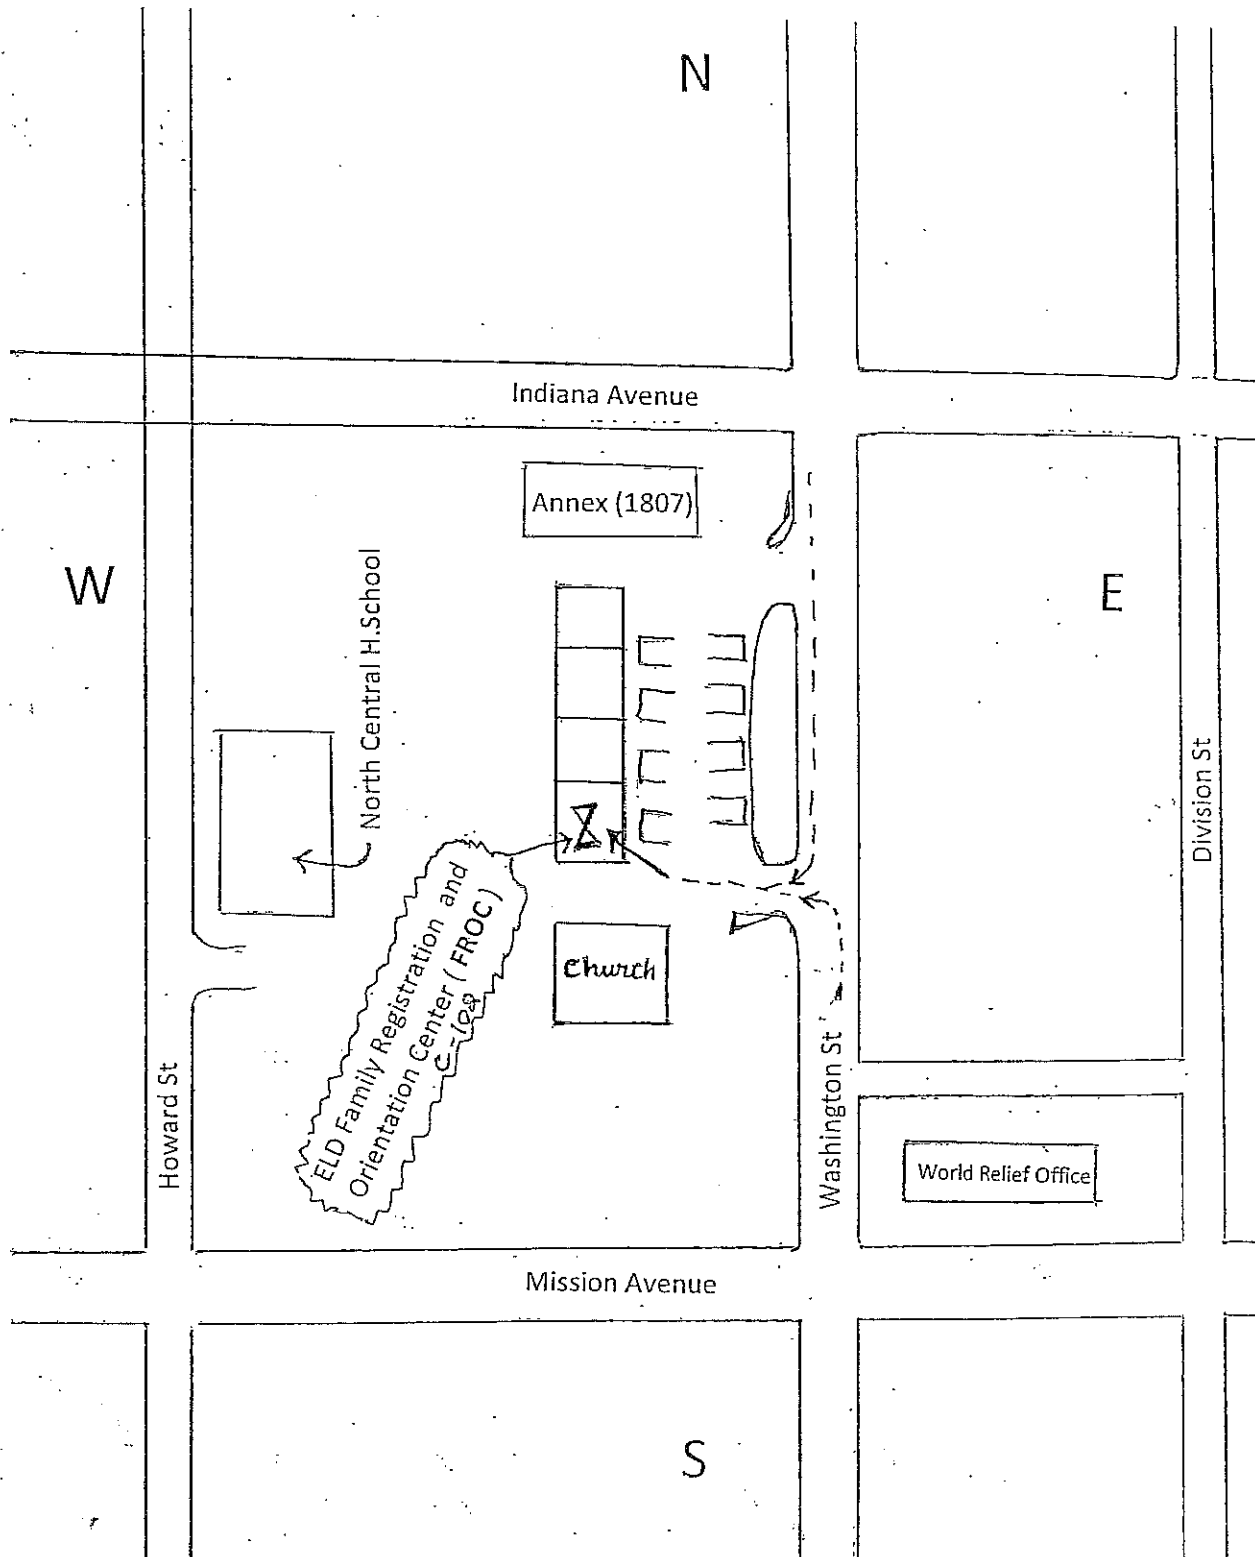 N
Indiana Avenue
Annex (1807)
W
E
North Central H.School
Division St
ELD Family Registration and
Orientation Center ( FROC )
C-108
Church
Howard St
Washington St
World Relief Office
Mission Avenue
S